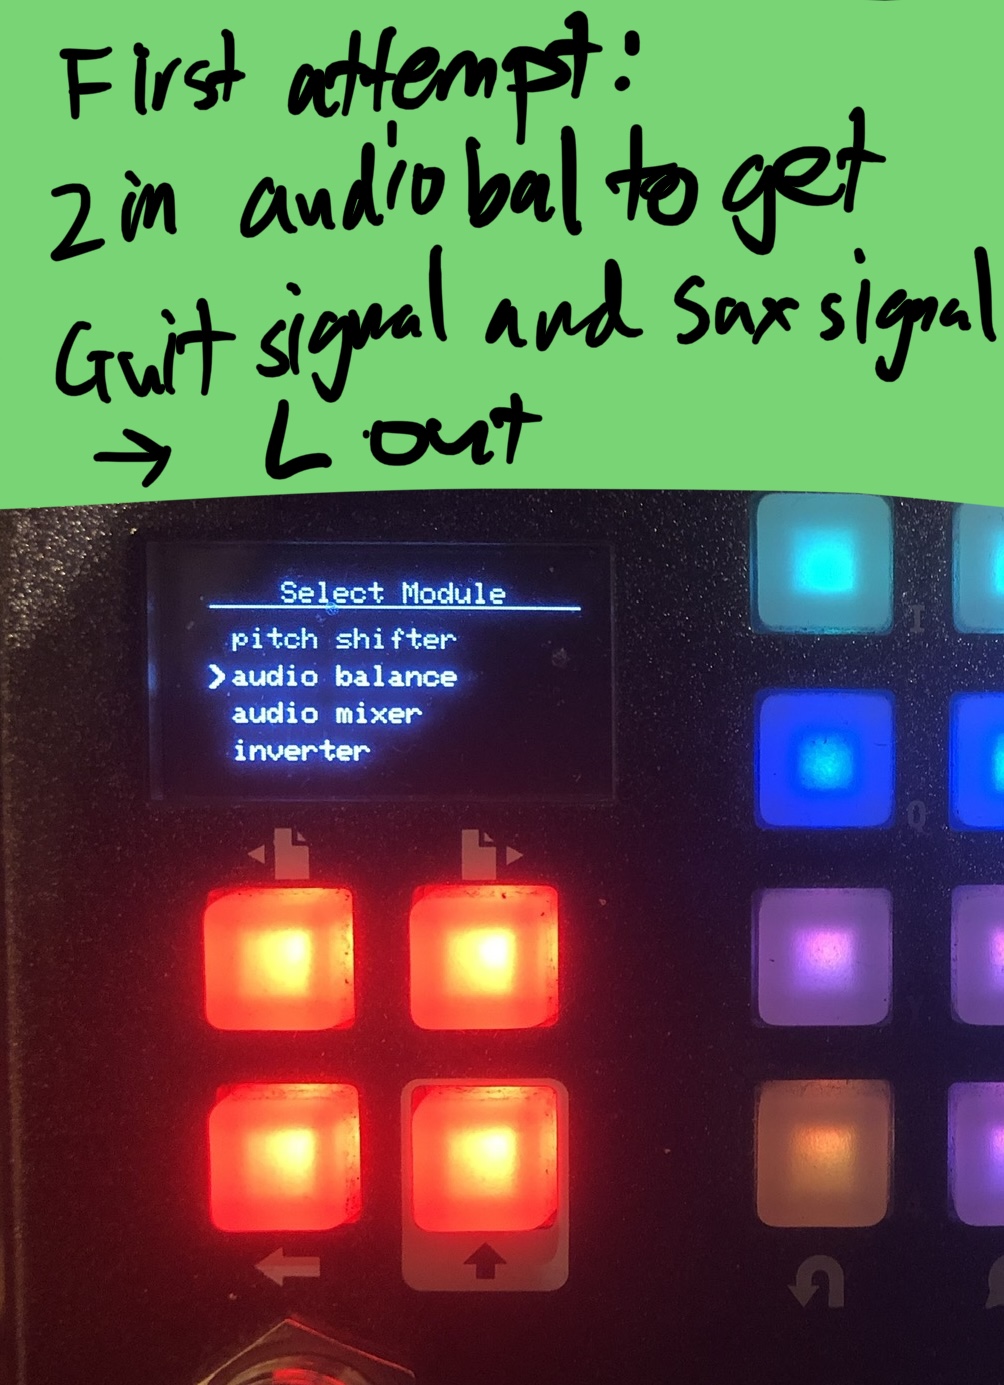 First attempt:
2 in audio bal to get
Guit signal and Sax signal
→ L out
Select Module
pitch shifter
>audio balance
audio mixer
inverter
I
Q